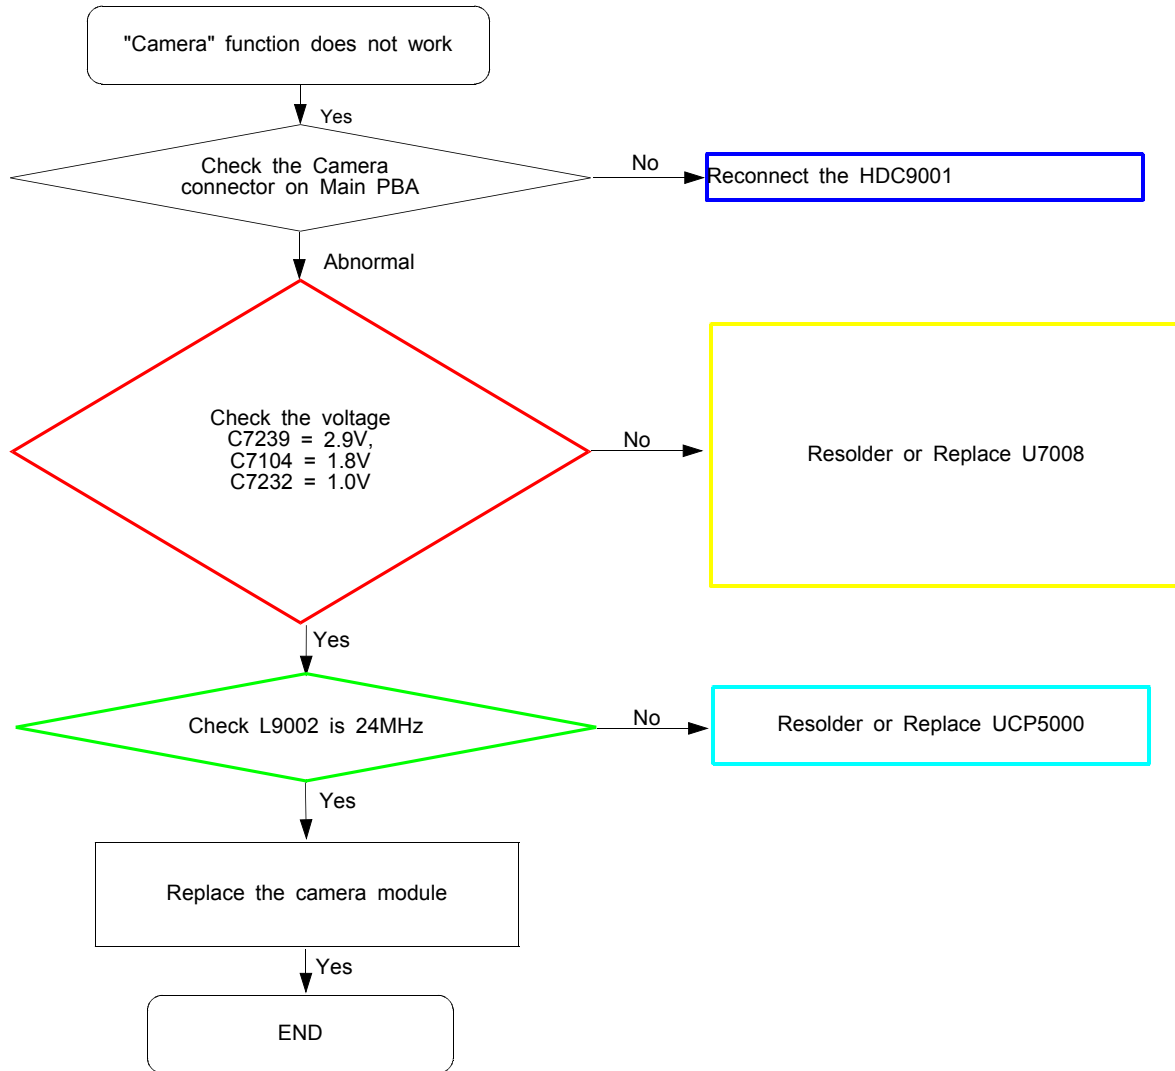 "Camera" function does not work
Yes
Check the Camera
connector on Main PBA
No
Reconnect the HDC9001
Abnormal
Check the voltage
C7239 = 2.9V,
C7104 = 1.8V
C7232 = 1.0V
No
Resolder or Replace U7008
Yes
Check L9002 is 24MHz
No
Resolder or Replace UCP5000
Yes
Replace the camera module
Yes
END